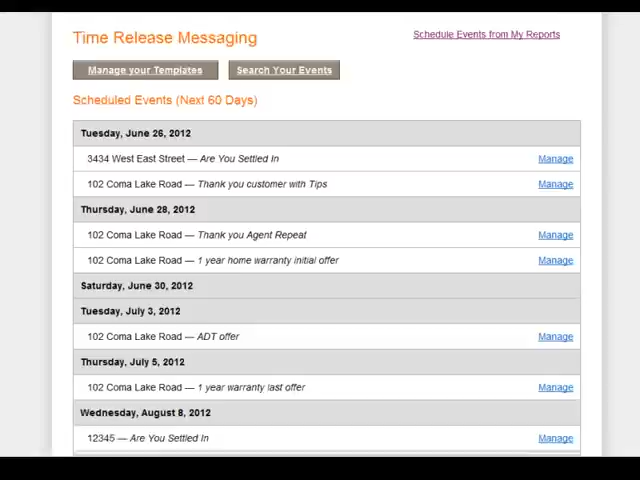 Time Release Messaging
Schedule Events from My Reports
Manage your Templates
Search Your Events
Scheduled Events (Next 60 Days)
Tuesday, June 26, 2012
3434 West East Street — Are You Settled In Manage
102 Coma Lake Road — Thank you customer with Tips Manage
Thursday, June 28, 2012
102 Coma Lake Road — Thank you Agent Repeat Manage
102 Coma Lake Road — 1 year home warranty initial offer Manage
Saturday, June 30, 2012
Tuesday, July 3, 2012
102 Coma Lake Road — ADT offer Manage
Thursday, July 5, 2012
102 Coma Lake Road — 1 year warranty last offer Manage
Wednesday, August 8, 2012
12345 — Are You Settled In Manage